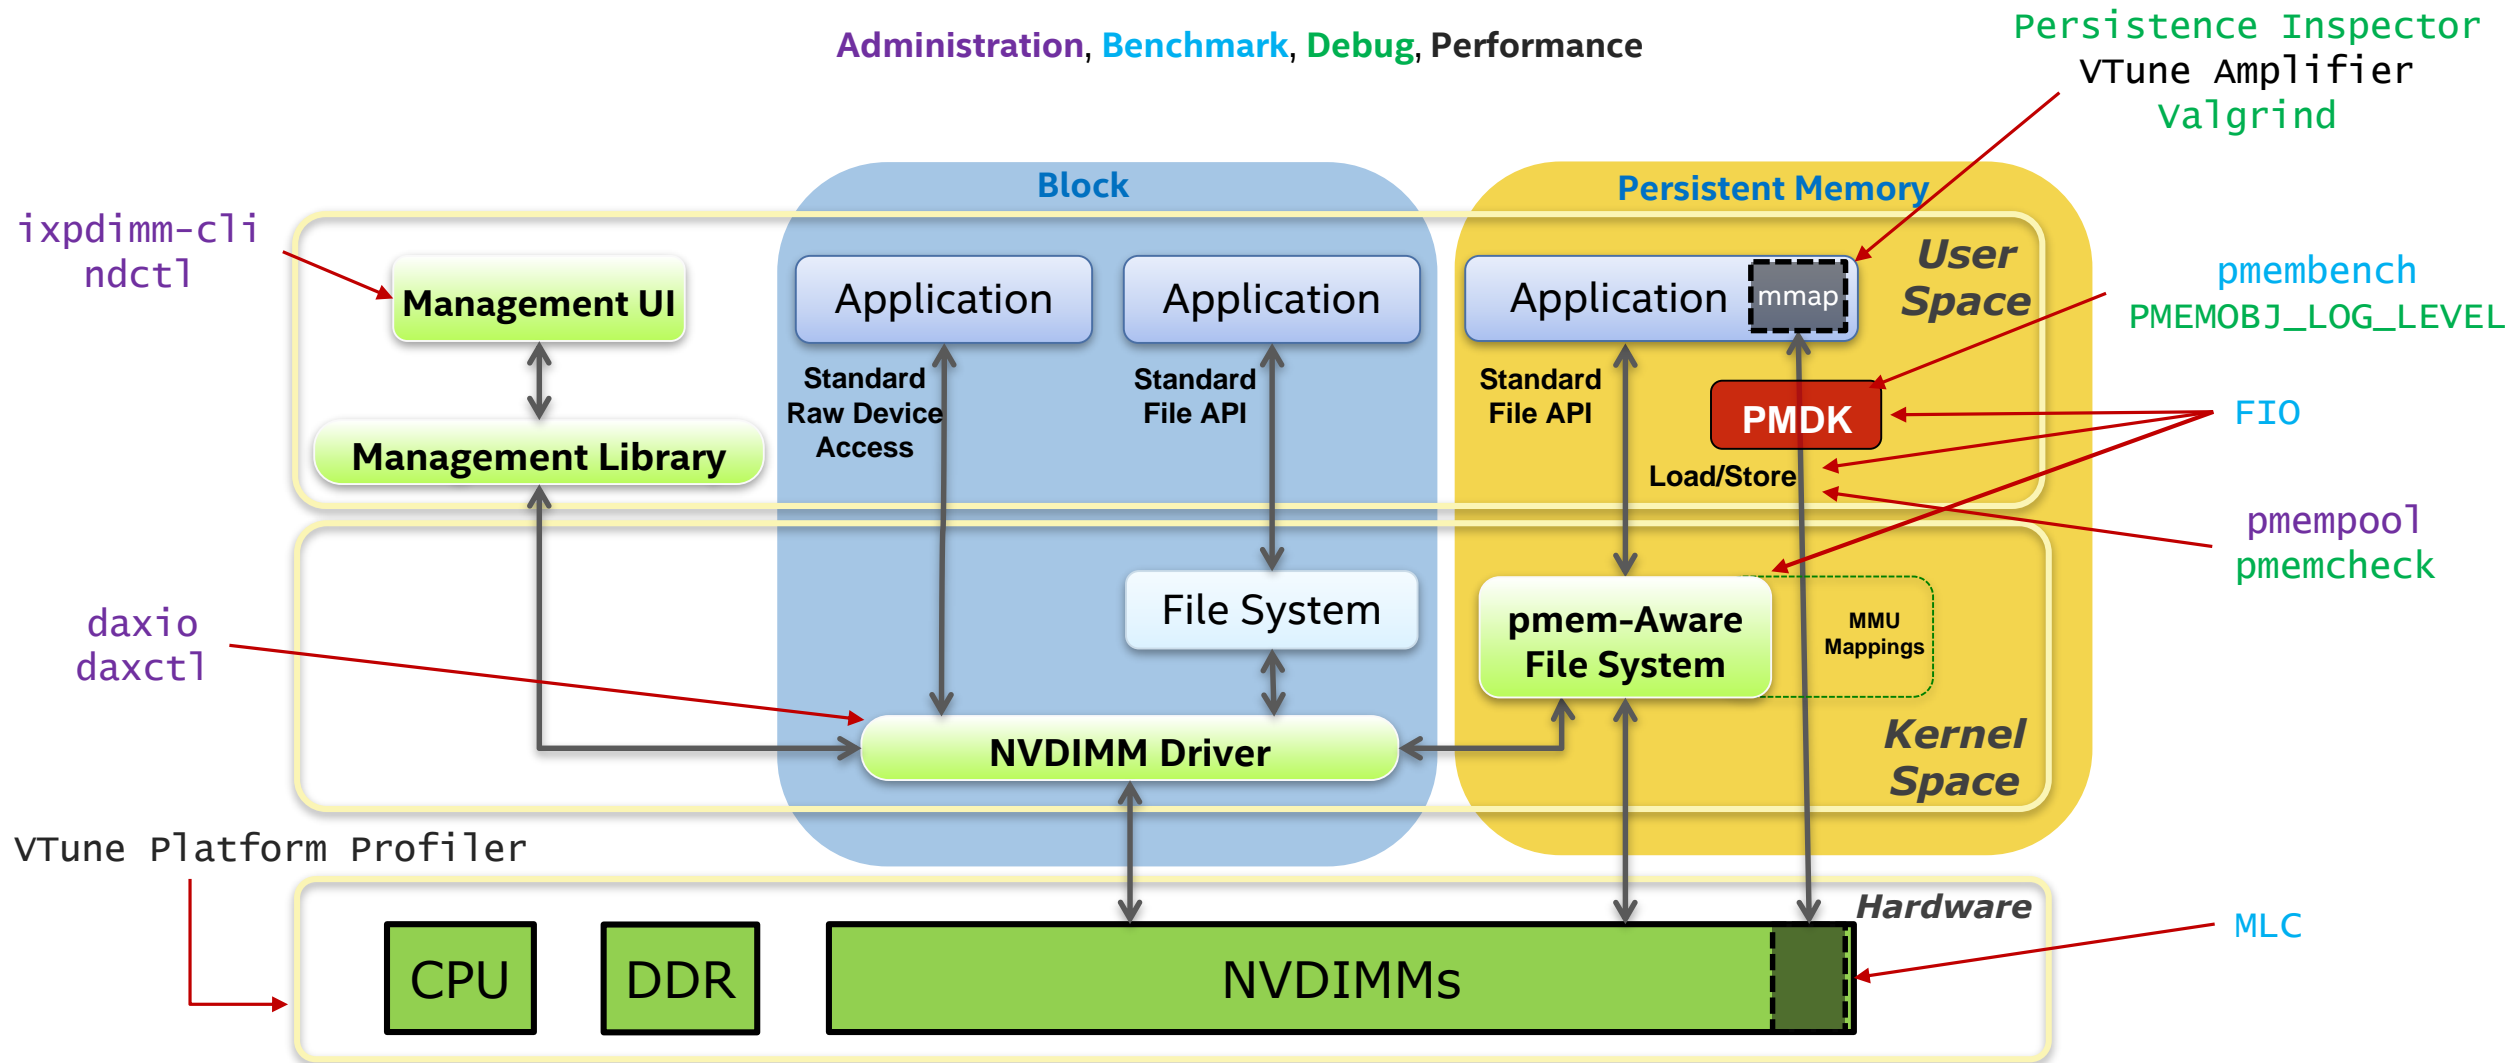 Administration, Benchmark, Debug, Performance
Persistence Inspector
VTune Amplifier
Valgrind
Block
Persistent Memory
ixpdimm-cli
ndctl
User
Space
Management UI
Application
Application
Application
mmap
pmembench
PMEMOBJ_LOG_LEVEL
Standard
Raw Device
Access
Standard
File API
Standard
File API
PMDK
FIO
Management Library
Load/Store
pmempool
pmemcheck
daxio
daxctl
File System
pmem-Aware
File System
MMU
Mappings
NVDIMM Driver
Kernel
Space
VTune Platform Profiler
Hardware
CPU
DDR
NVDIMMs
MLC